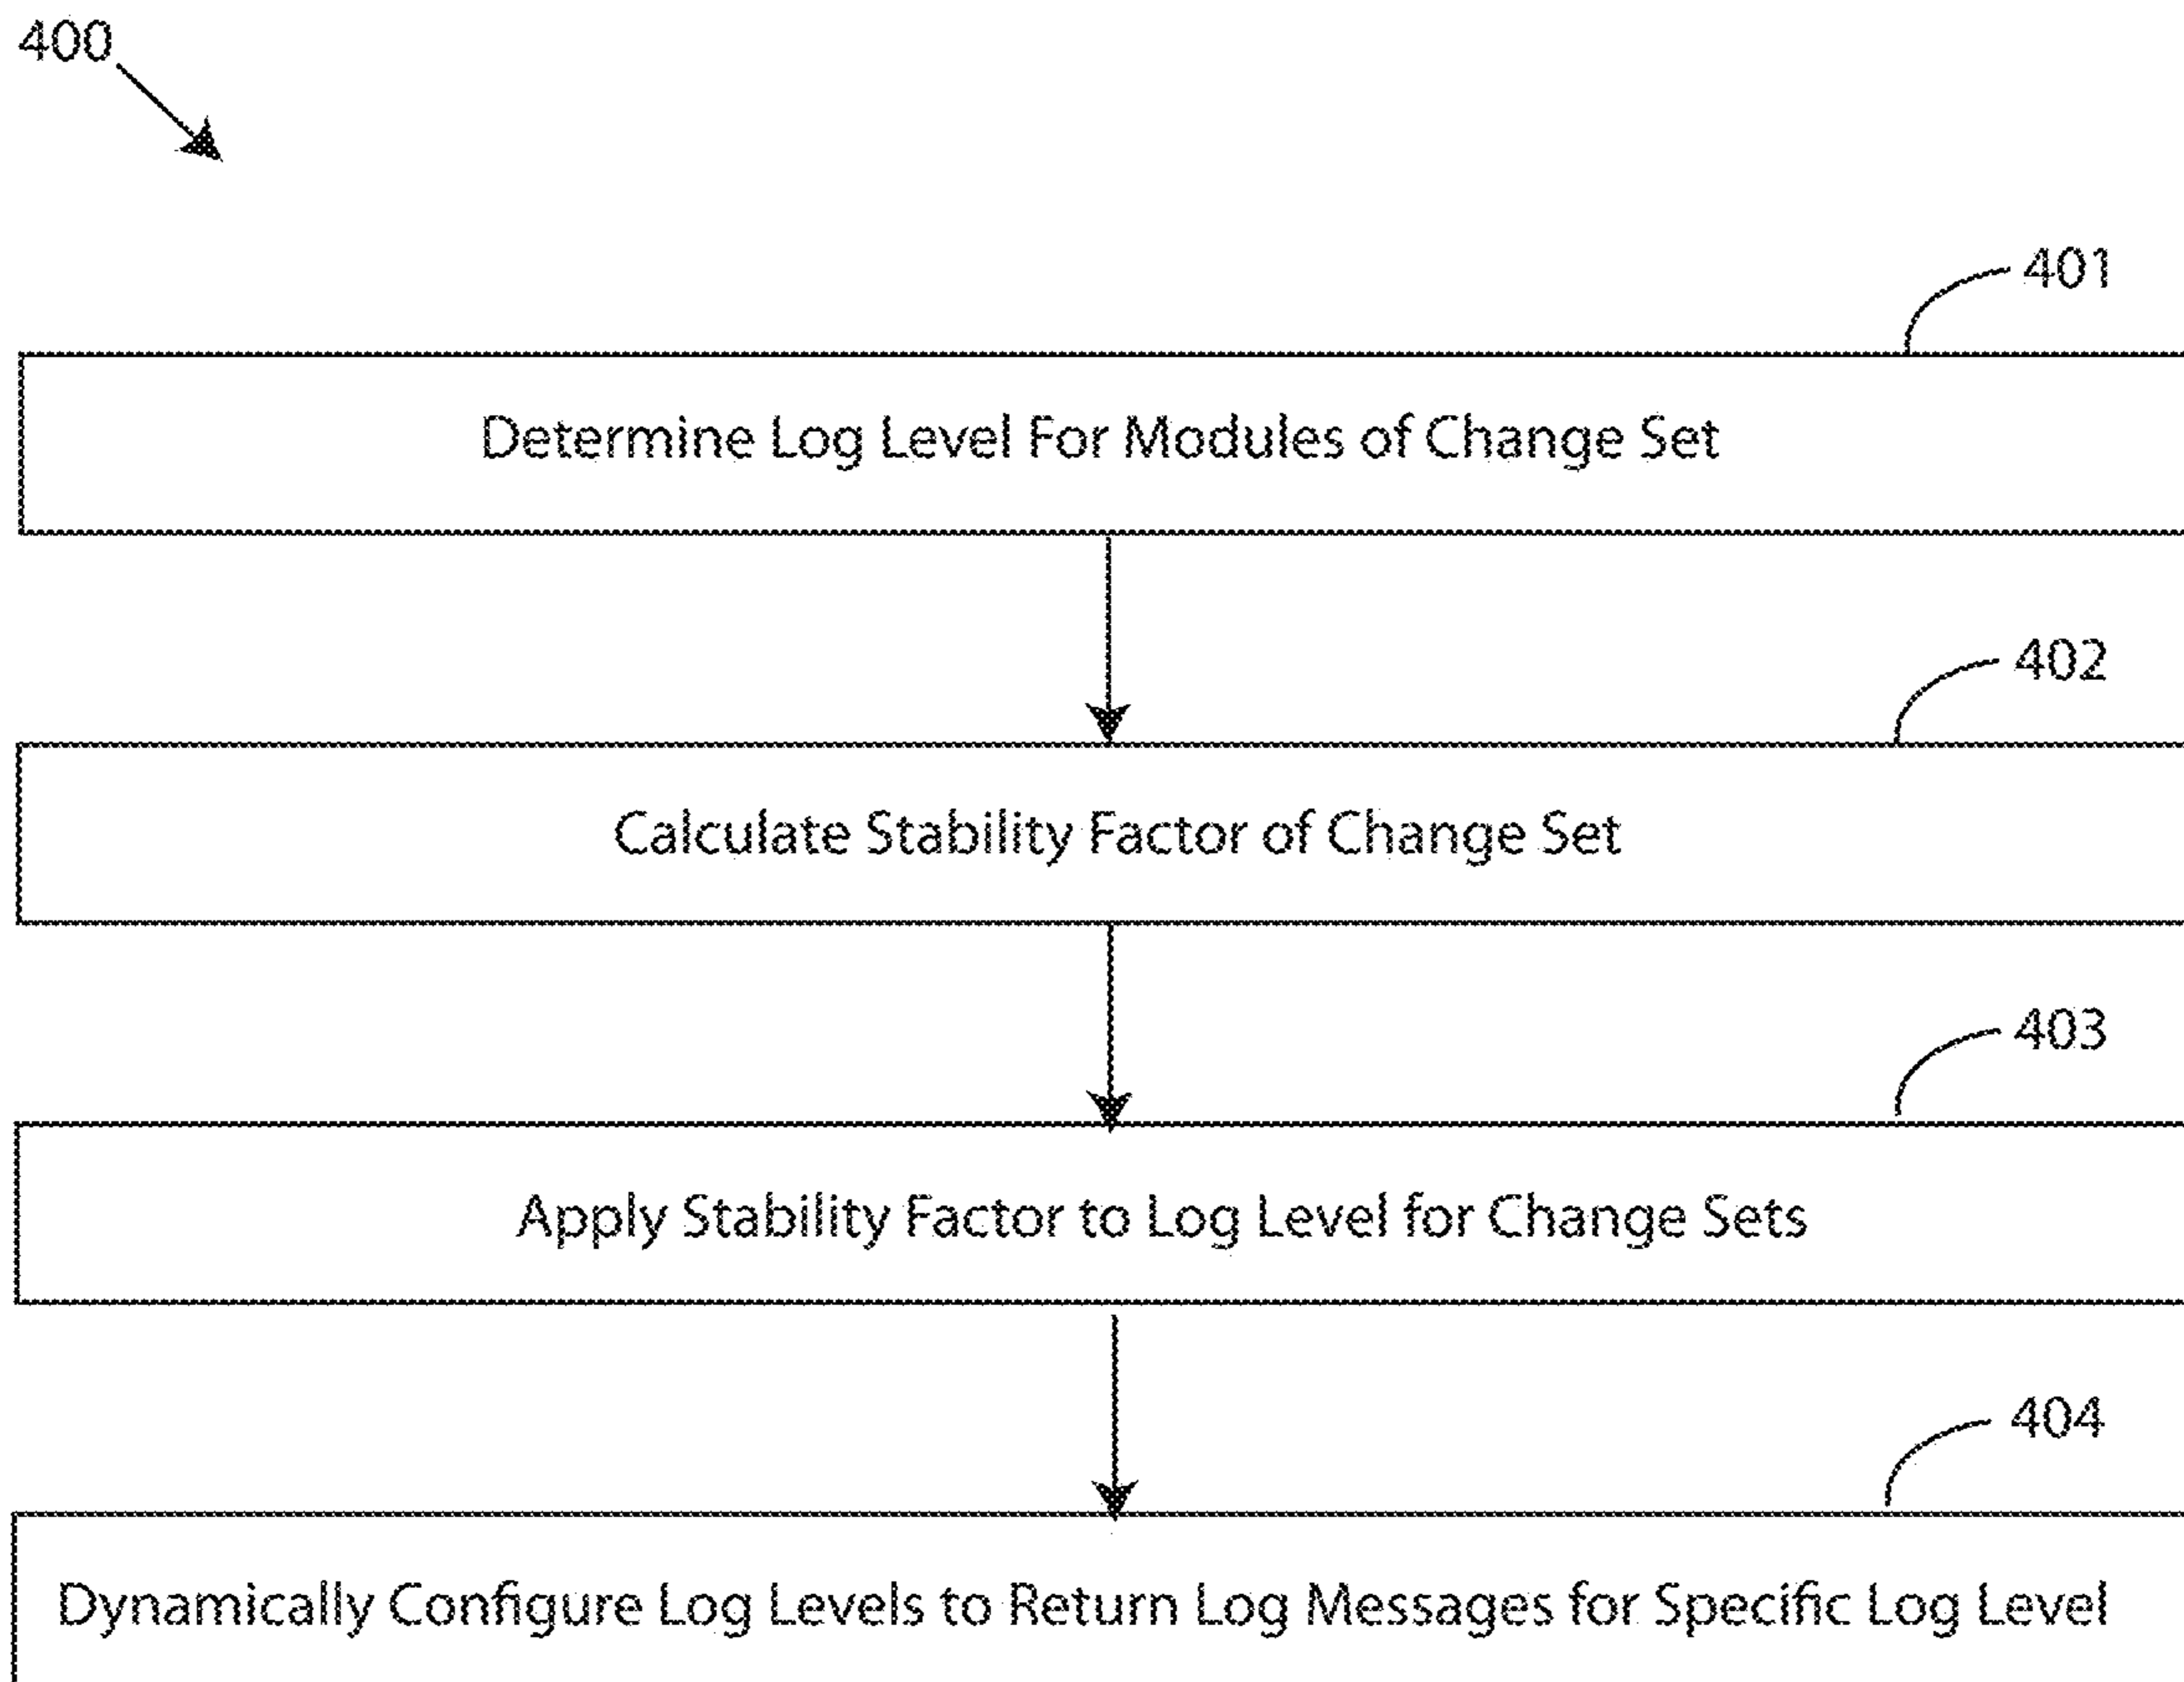 400
401
Determine Log Level For Modules of Change Set
402
Calculate Stability Factor of Change Set
403
Apply Stability Factor to Log Level for Change Sets
404
Dynamically Configure Log Levels to Return Log Messages for Specific Log Level